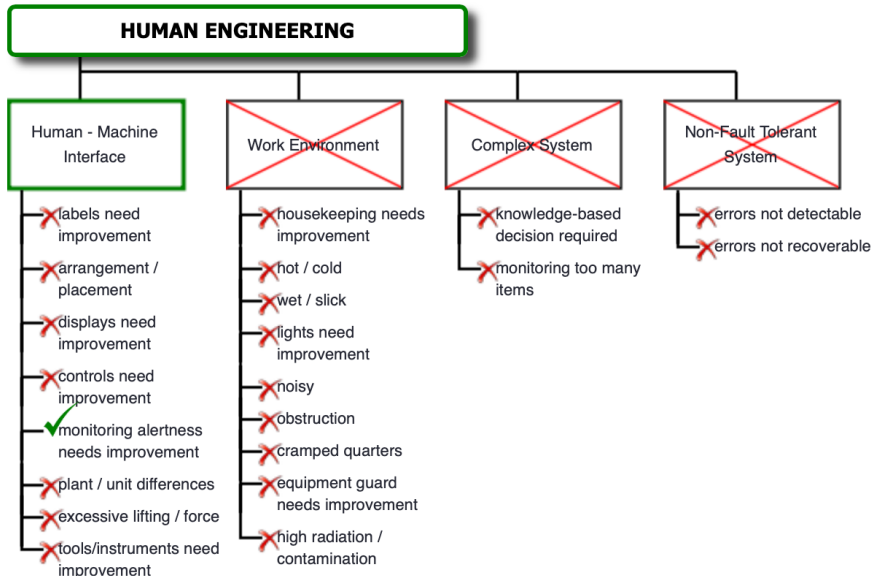 HUMAN ENGINEERING
Human - Machine
Interface
labels need
improvement
arrangement /
placement
displays need
improvement
controls need
improvement
monitoring alertness
needs improvement
plant / unit differences
excessive lifting / force
tools/instruments need
improvement
Work Environment
housekeeping needs
improvement
hot / cold
wet / slick
lights need
improvement
noisy
obstruction
cramped quarters
equipment guard
needs improvement
high radiation /
contamination
Complex System
knowledge-based
decision required
monitoring too many
items
Non-Fault Tolerant
System
errors not detectable
errors not recoverable